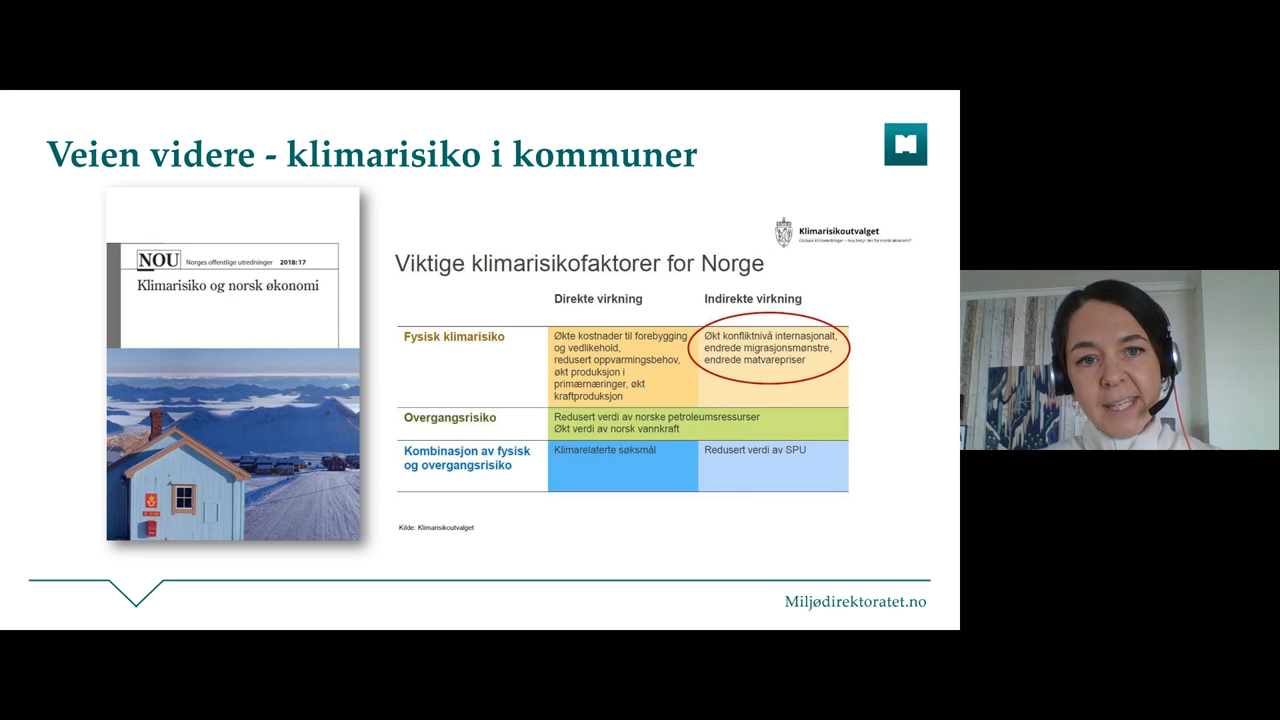 Veien videre - klimarisiko i kommuner
NOU Norges offentlige utredninger 2018:17
Klimarisiko og norsk økonomi
Klimarisikoutvalget
Viktige klimarisikofaktorer for Norge
Direkte virkning Indirekte virkning
Fysisk klimarisiko
Økte kostnader til forebygging
og vedlikehold,
redusert oppvarmingsbehov,
økt produksjon i
primærnæringer, økt
kraftproduksjon
Økt konfliktnivå internasjonalt,
endrede migrasjonsmønstre,
endrede matvarepriser
Overgangsrisiko
Redusert verdi av norske petroleumsressurser
Økt verdi av norsk vannkraft
Kombinasjon av fysisk
og overgangsrisiko
Klimarelaterte søksmål
Redusert verdi av SPU
Kilde: Klimarisikoutvalget
Miljødirektoratet.no